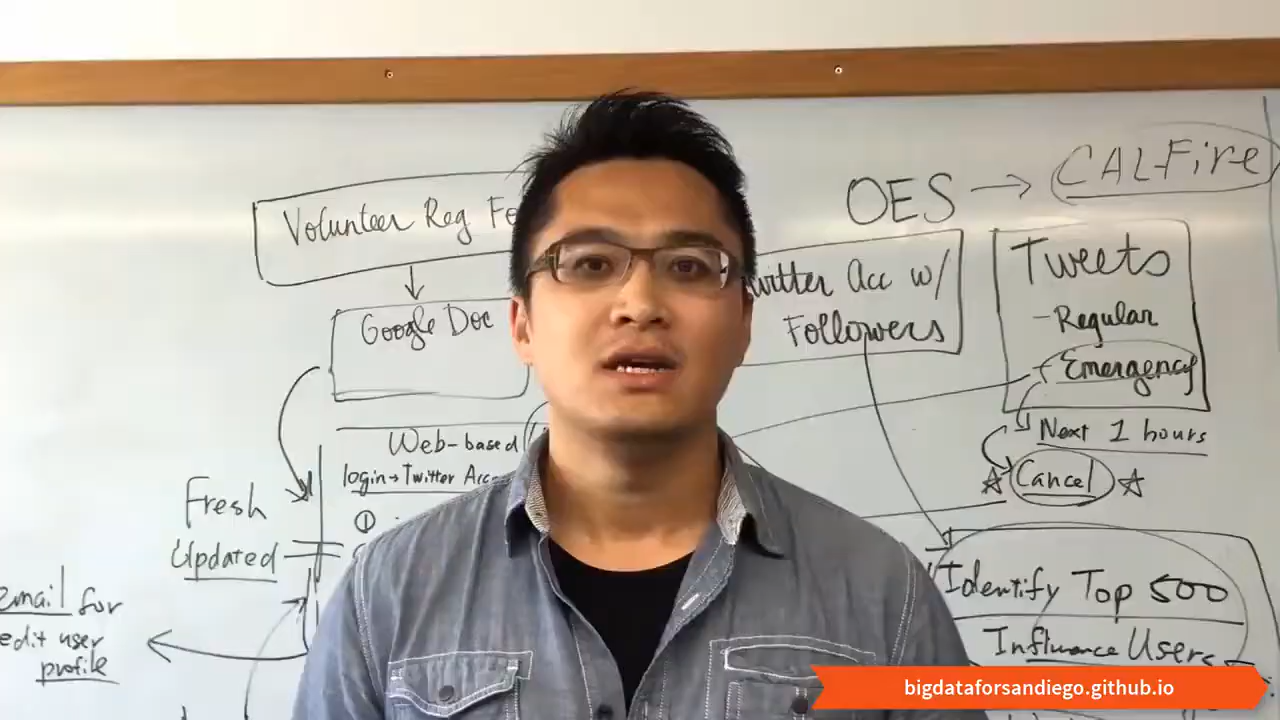 OES → CALFire
Volunteer Reg
Google Doc
Web-based
login → Twitter Acc
①
Fresh
Updated
email for
edit user
profile
Acc w/
Followers
Tweets
- Regular
Emergency
Next 1 hours
☆ Cancel ☆
Identify Top 500
Influence Users
bigdataforsandiego.github.io